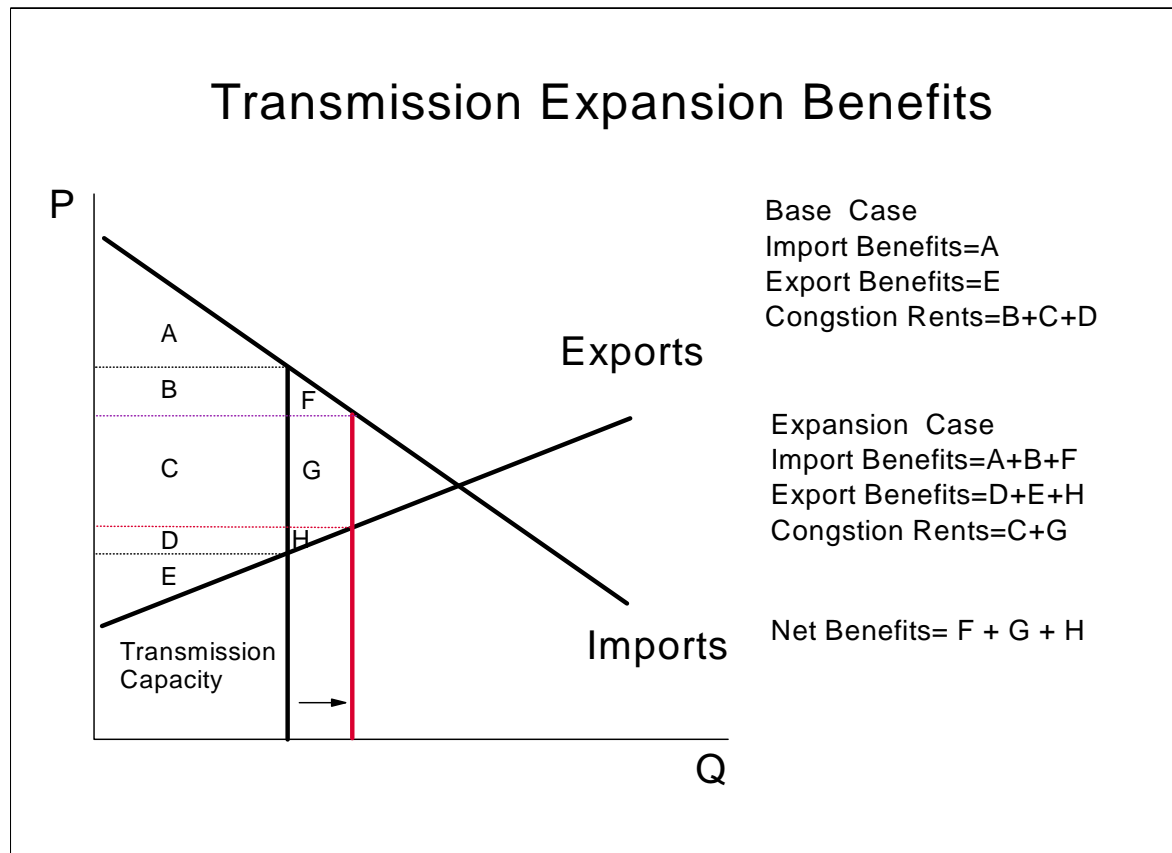 Transmission Expansion Benefits
P
A
B
C
D
E
F
G
H
Exports
Imports
Transmission
Capacity
Q
Base Case
Import Benefits=A
Export Benefits=E
Congstion Rents=B+C+D
Expansion Case
Import Benefits=A+B+F
Export Benefits=D+E+H
Congstion Rents=C+G
Net Benefits= F + G + H